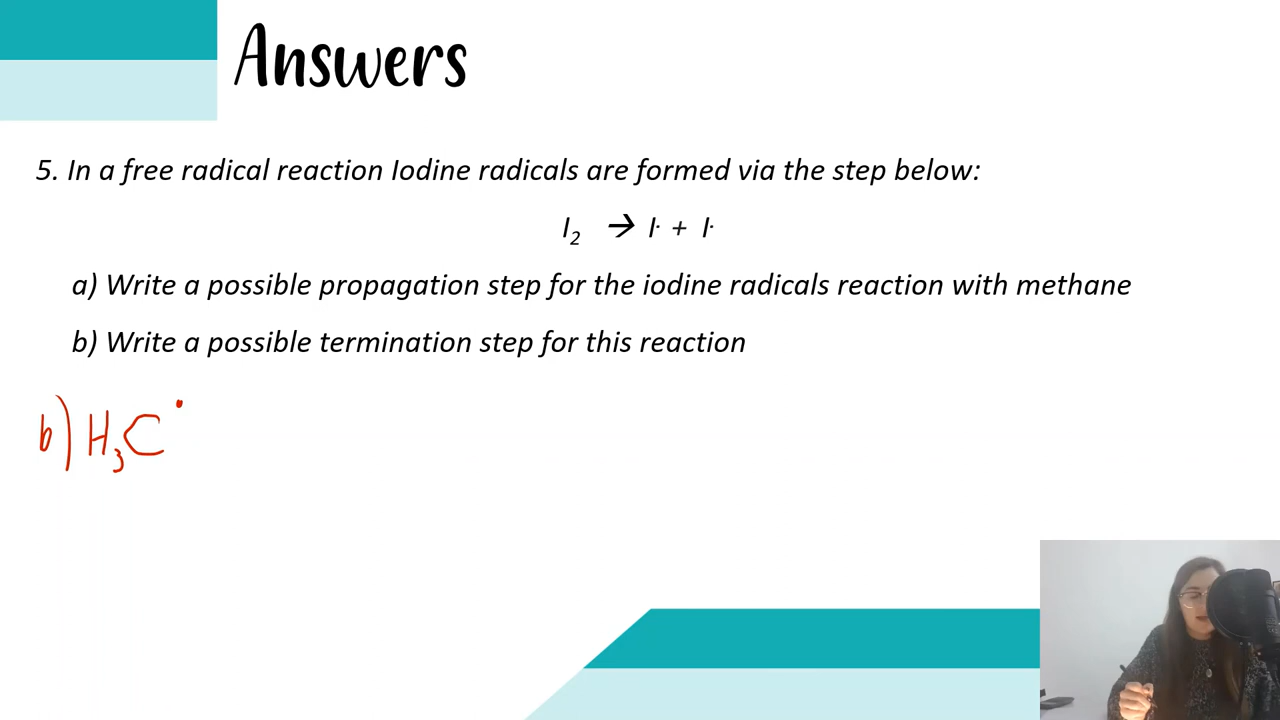 Answers
5. In a free radical reaction Iodine radicals are formed via the step below:
I₂ → I· + I·
a) Write a possible propagation step for the iodine radicals reaction with methane
b) Write a possible termination step for this reaction
b) H₃C·